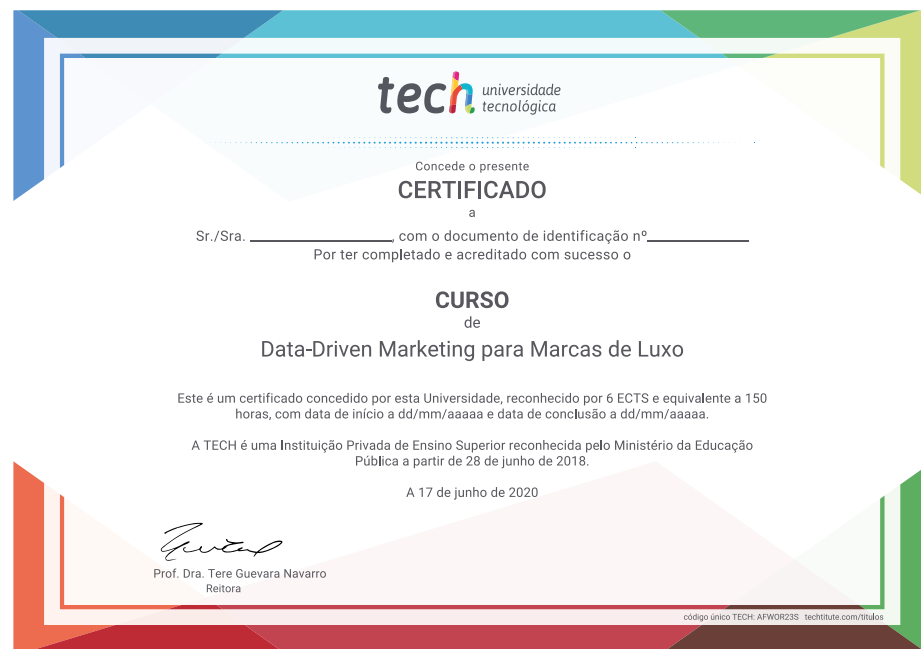 tech universidade
tecnológica
Concede o presente
CERTIFICADO
a
Sr./Sra. ________________, com o documento de identificação nº____________
Por ter completado e acreditado com sucesso o
CURSO
de
Data-Driven Marketing para Marcas de Luxo
Este é um certificado concedido por esta Universidade, reconhecido por 6 ECTS e equivalente a 150
horas, com data de início a dd/mm/aaaaa e data de conclusão a dd/mm/aaaaa.
A TECH é uma Instituição Privada de Ensino Superior reconhecida pelo Ministério da Educação
Pública a partir de 28 de junho de 2018.
A 17 de junho de 2020
Prof. Dra. Tere Guevara Navarro
Reitora
código único TECH: AFWOR23S techtitute.com/titulos